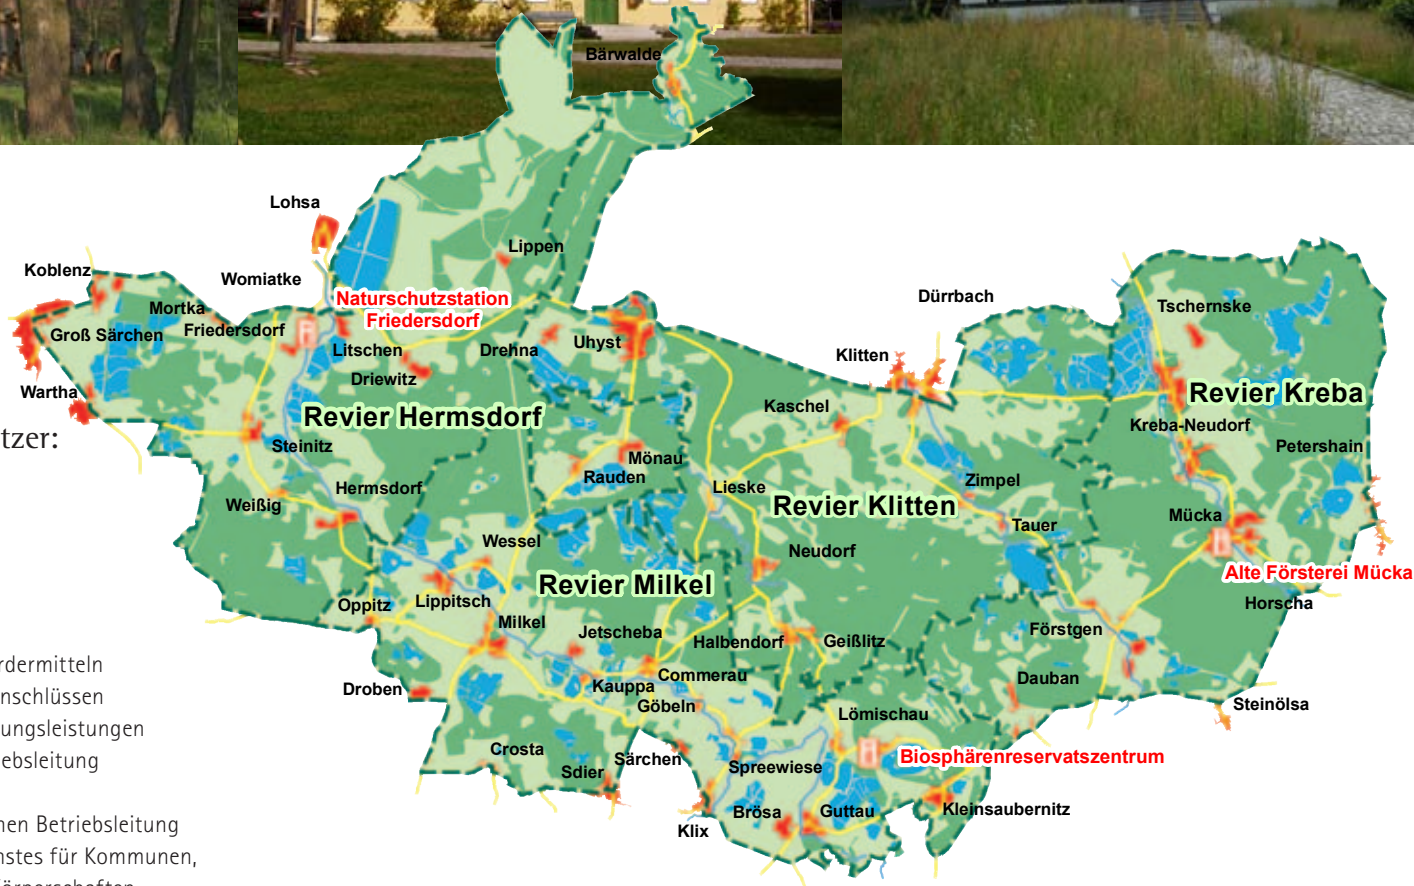 Bärwalde
Lohsa
Lippen
Koblenz
Womiatke
Naturschutzstation
Friedersdorf
Dürrbach
Tschernske
Mortka
Friedersdorf
Groß Särchen
Litschen
Drehna
Uhyst
Klitten
Driewitz
Wartha
Revier Kreba
Kaschel
Revier Hermsdorf
Kreba-Neudorf
tzer:
Steinitz
Petershain
Mönau
Rauden
Lieske
Zimpel
Hermsdorf
Weißig
Revier Klitten
Mücka
Tauer
Wessel
Neudorf
Revier Milkel
Alte Försterei Mücka
Oppitz
Lippitsch
Horscha
Milkel
Jetscheba
Halbendorf
Geißlitz
Förstgen
rdermitteln
Commerau
Dauban
Droben
Kauppa
nschlüssen
Göbeln
Steinölsa
Lömischau
ungsleistungen
Crosta
Särchen
Biosphärenreservatszentrum
iebsleitung
Sdier
Spreewiese
Brösa
Guttau
Kleinsaubernitz
Klix
nen Betriebsleitung
nstes für Kommunen,